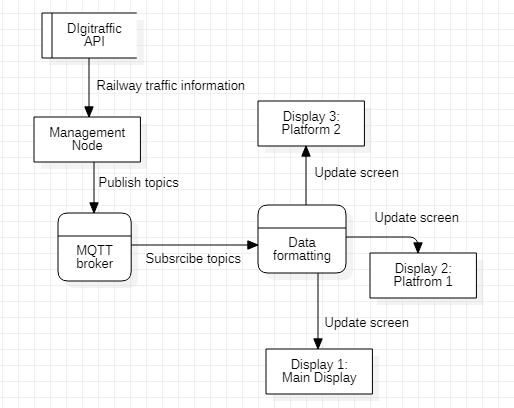 DIgitraffic
API
Railway traffic information
Management
Node
Publish topics
MQTT
broker
Subsrcibe topics
Data
formatting
Display 3:
Platform 2
Update screen
Update screen
Display 2:
Platfrom 1
Update screen
Display 1:
Main Display